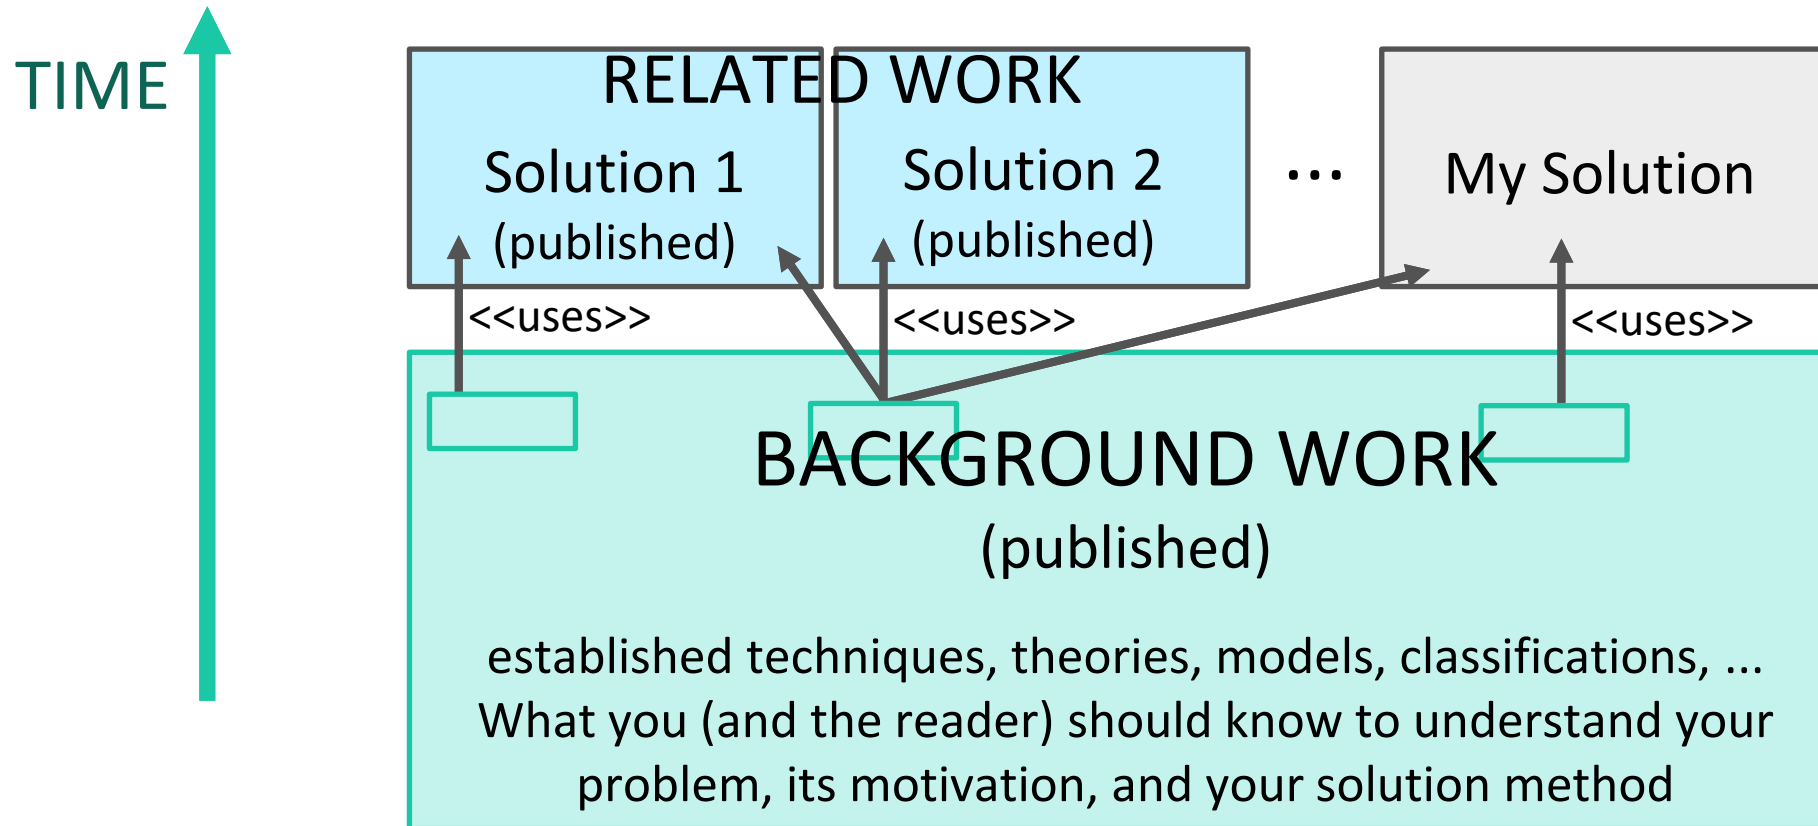 TIME
RELATED WORK
Solution 1
(published)
Solution 2
(published)
...
My Solution
<<uses>>
<<uses>>
<<uses>>
BACKGROUND WORK
(published)
established techniques, theories, models, classifications, ...
What you (and the reader) should know to understand your
problem, its motivation, and your solution method